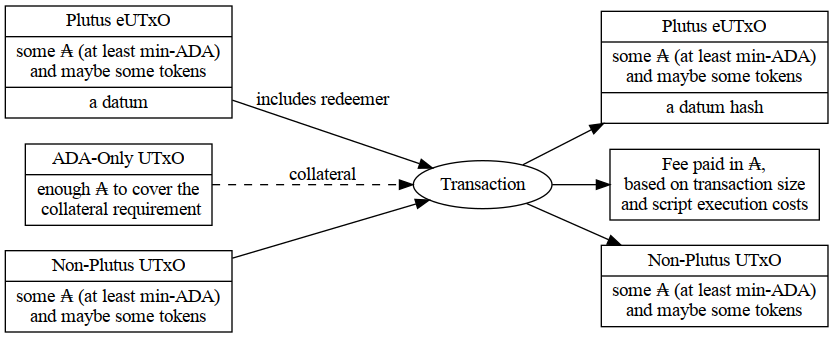 Plutus eUTxO
some ₳ (at least min-ADA)
and maybe some tokens
a datum
includes redeemer
ADA-Only UTxO
enough ₳ to cover the
collateral requirement
collateral
Non-Plutus UTxO
some ₳ (at least min-ADA)
and maybe some tokens
Transaction
Plutus eUTxO
some ₳ (at least min-ADA)
and maybe some tokens
a datum hash
Fee paid in ₳,
based on transaction size
and script execution costs
Non-Plutus UTxO
some ₳ (at least min-ADA)
and maybe some tokens